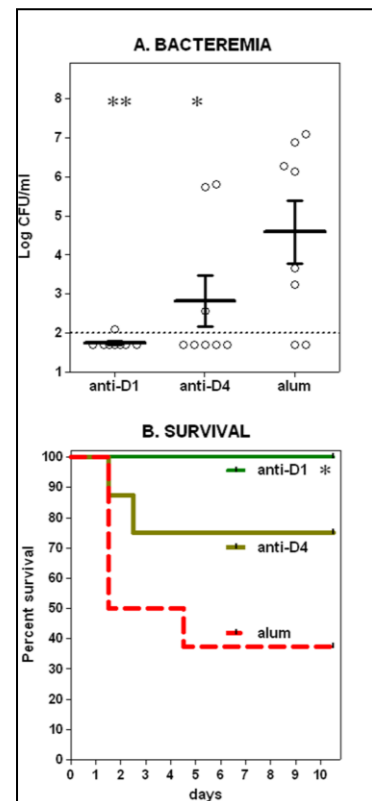 A. BACTEREMIA
** *
8
7
6
5
4
3
2
1
Log CFU/ml
anti-D1 anti-D4 alum
B. SURVIVAL
100
90
80
70
60
50
40
30
20
10
0
Percent survival
anti-D1 *
anti-D4
alum
0 1 2 3 4 5 6 7 8 9 10
days